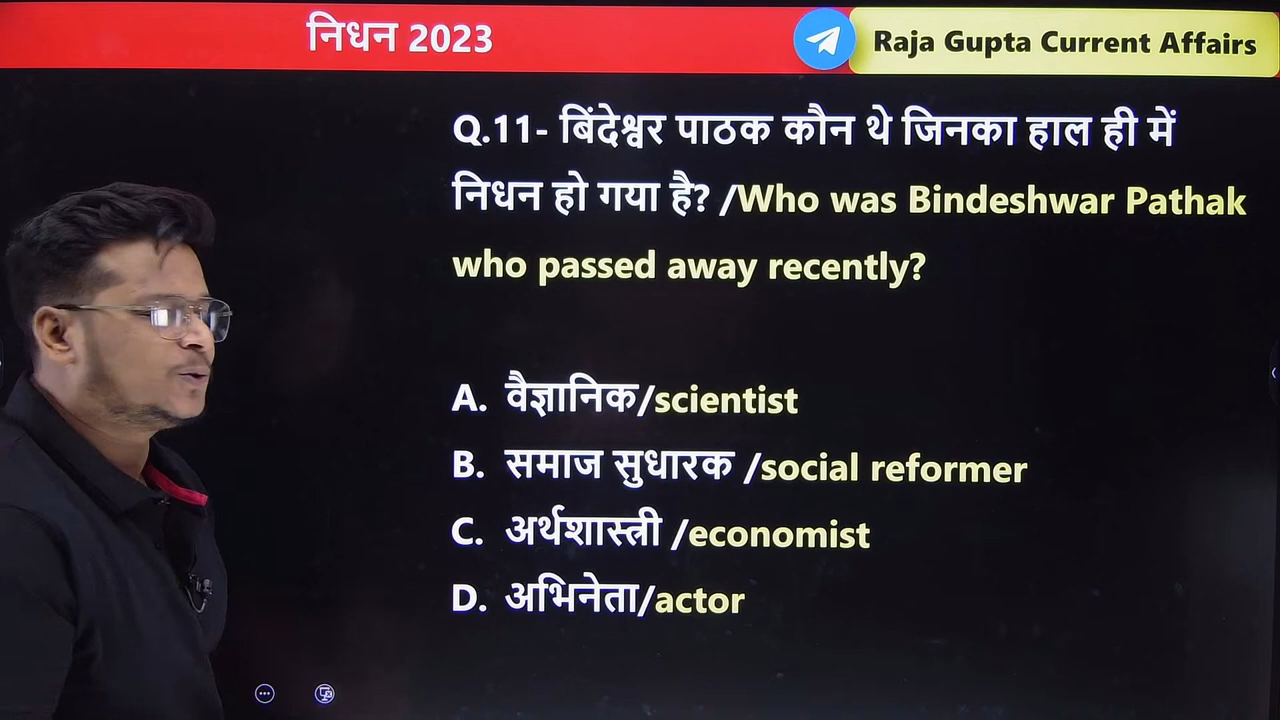 निधन 2023
Raja Gupta Current Affairs
Q.11- बिंदेश्वर पाठक कौन थे जिनका हाल ही में
निधन हो गया है? /Who was Bindeshwar Pathak
who passed away recently?
A. वैज्ञानिक/scientist
B. समाज सुधारक /social reformer
C. अर्थशास्त्री /economist
D. अभिनेता/actor